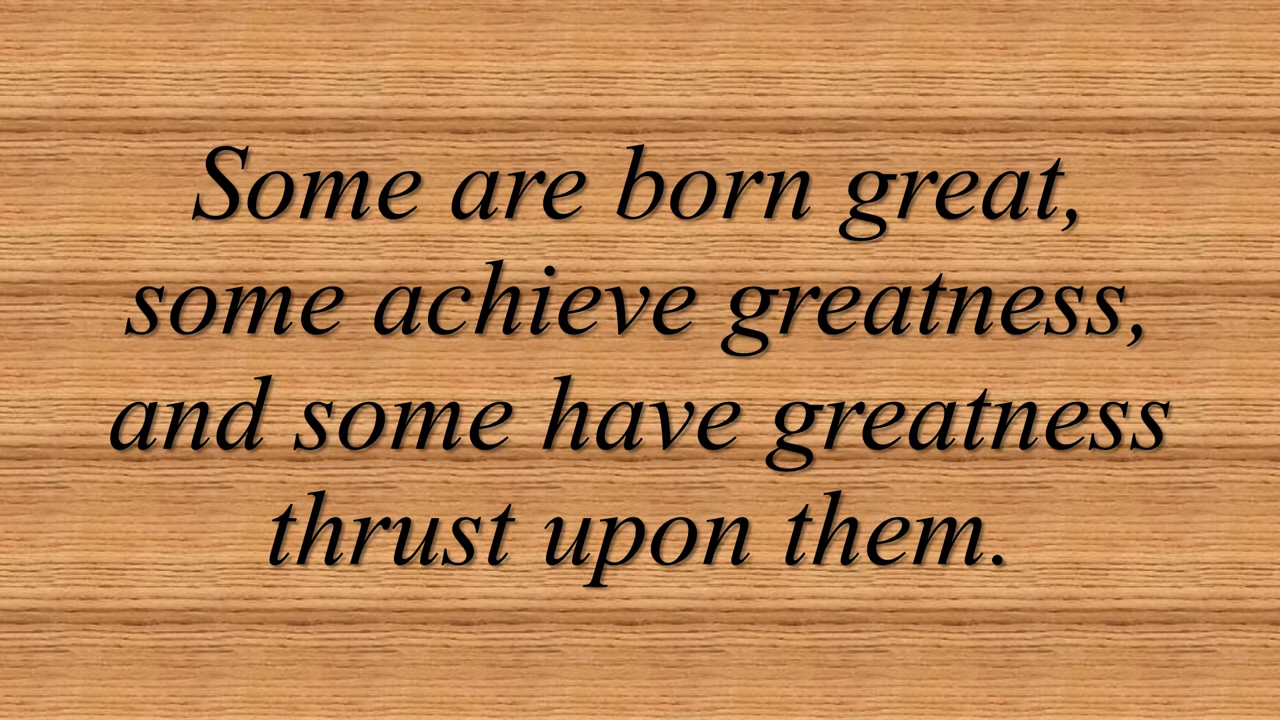 Some are born great,
some achieve greatness,
and some have greatness
thrust upon them.